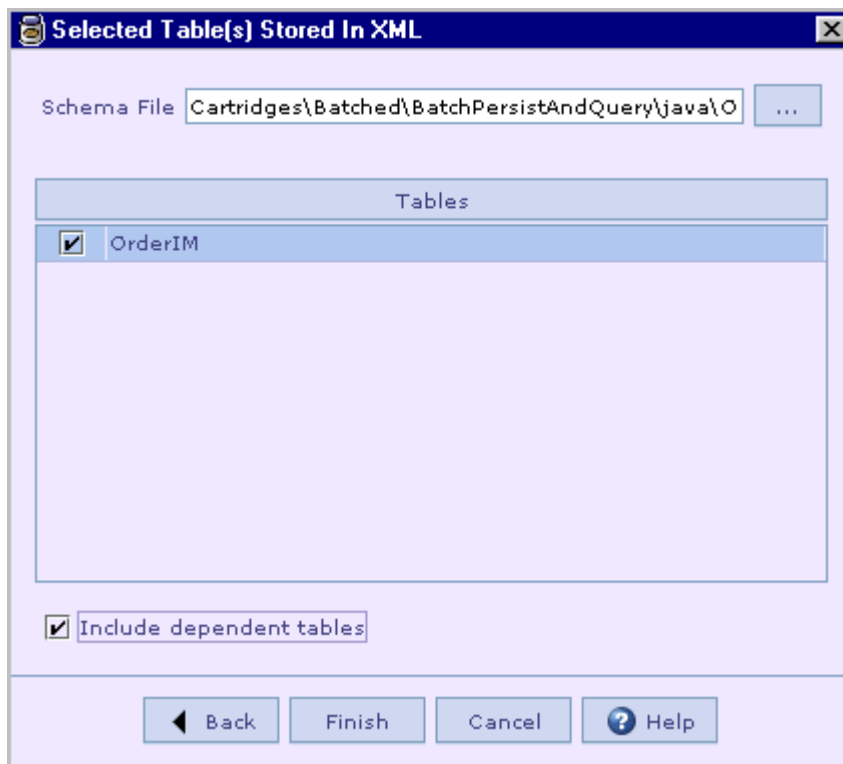 Selected Table(s) Stored In XML
Schema File Cartridges\Batched\BatchPersistAndQuery\java\O ...
Tables
OrderIM
Include dependent tables
Back Finish Cancel Help